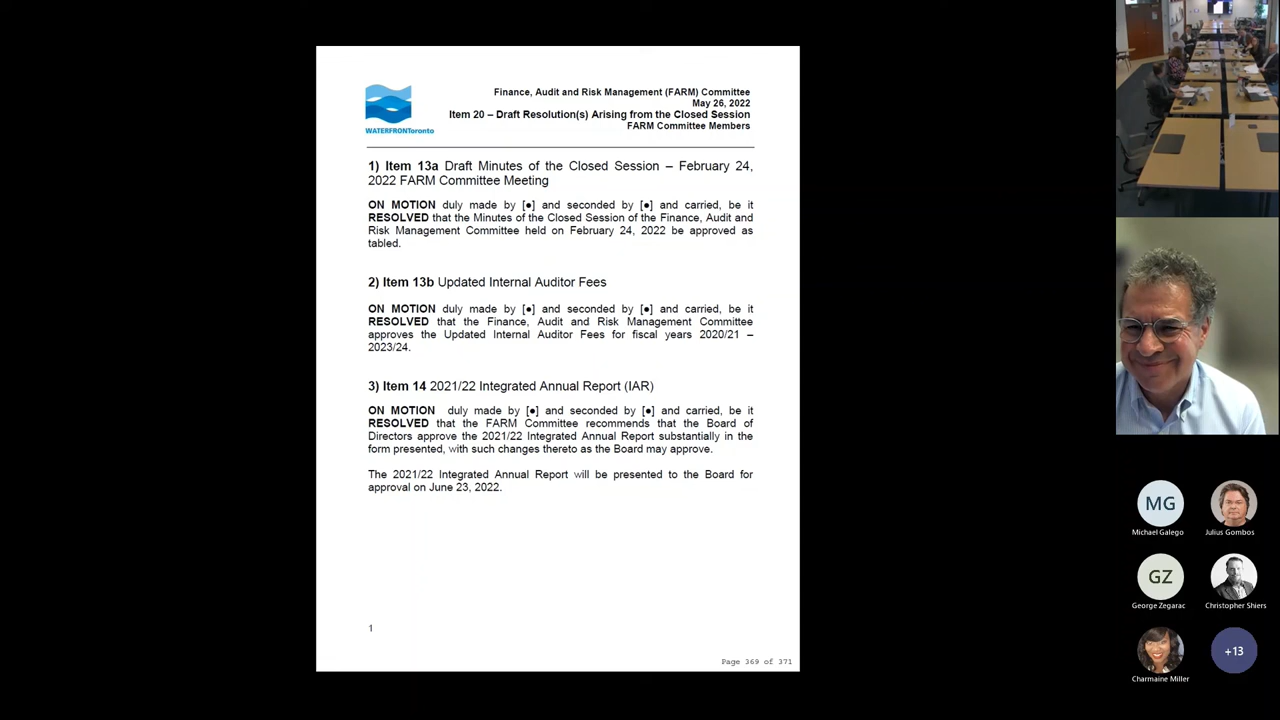 WATERFRONToronto
Finance, Audit and Risk Management (FARM) Committee
May 26, 2022
Item 20 – Draft Resolution(s) Arising from the Closed Session
FARM Committee Members
1) Item 13a Draft Minutes of the Closed Session – February 24,
2022 FARM Committee Meeting
ON MOTION duly made by [●] and seconded by [●] and carried, be it
RESOLVED that the Minutes of the Closed Session of the Finance, Audit and
Risk Management Committee held on February 24, 2022 be approved as
tabled.
2) Item 13b Updated Internal Auditor Fees
ON MOTION duly made by [●] and seconded by [●] and carried, be it
RESOLVED that the Finance, Audit and Risk Management Committee
approves the Updated Internal Auditor Fees for fiscal years 2020/21 –
2023/24.
3) Item 14 2021/22 Integrated Annual Report (IAR)
ON MOTION duly made by [●] and seconded by [●] and carried, be it
RESOLVED that the FARM Committee recommends that the Board of
Directors approve the 2021/22 Integrated Annual Report substantially in the
form presented, with such changes thereto as the Board may approve.
The 2021/22 Integrated Annual Report will be presented to the Board for
approval on June 23, 2022.
1
Page 369 of 371
MG
Michael Galego
Julius Gombos
GZ
George Zegarac
Christopher Shiers
Charmaine Miller
+13